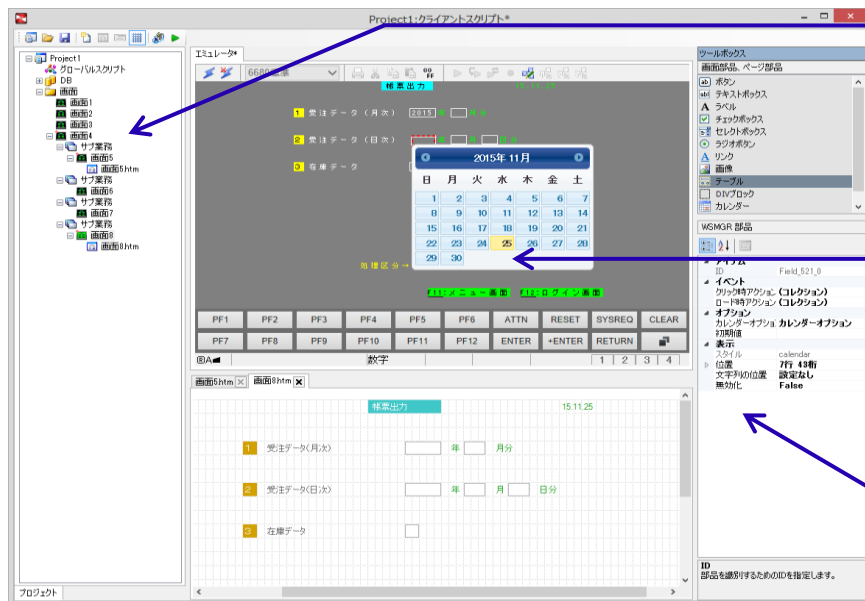 Project1:クライアントスクリプト*
Project1
グローバルスクリプト
DB
画面
画面1
画面2
画面3
画面4
サブ業務
画面5
画面5.htm
サブ業務
画面6
サブ業務
画面7
サブ業務
画面8
画面8.htm
プロジェクト
エミュレータ*
帳票出力 15.11.25
1 受注データ(月次) 2015 年 月分
2 受注データ(日次) 年 月 日分
3 在庫データ
2015年 11月
日 月 火 水 木 金 土
1 2 3 4 5 6 7
8 9 10 11 12 13 14
15 16 17 18 19 20 21
22 23 24 25 26 27 28
29 30
処理区分→
F11:メニュー画面 F12:ログイン画面
PF1 PF2 PF3 PF4 PF5 PF6 ATTN RESET SYSREQ CLEAR
PF7 PF8 PF9 PF10 PF11 PF12 ENTER +ENTER RETURN
数字 1 2 3 4
画面5.htm 画面8.htm
帳票出力 15.11.25
1 受注データ(月次) 年 月分
2 受注データ(日次) 年 月 日分
3 在庫データ
ツールボックス
画面部品、ページ部品
ボタン
テキストボックス
A ラベル
チェックボックス
セレクトボックス
ラジオボタン
A リンク
画像
テーブル
DIVブロック
カレンダー
WSMGR 部品
アイテム
ID Field_521_0
イベント
クリック時アクション (コレクション)
ロード時アクション (コレクション)
オプション
カレンダーオプショ カレンダーオプション
初期値
表示
スタイル calendar
位置 7行 43桁
文字列の位置 設定なし
無効化 False
ID
部品を識別するためのIDを指定します。